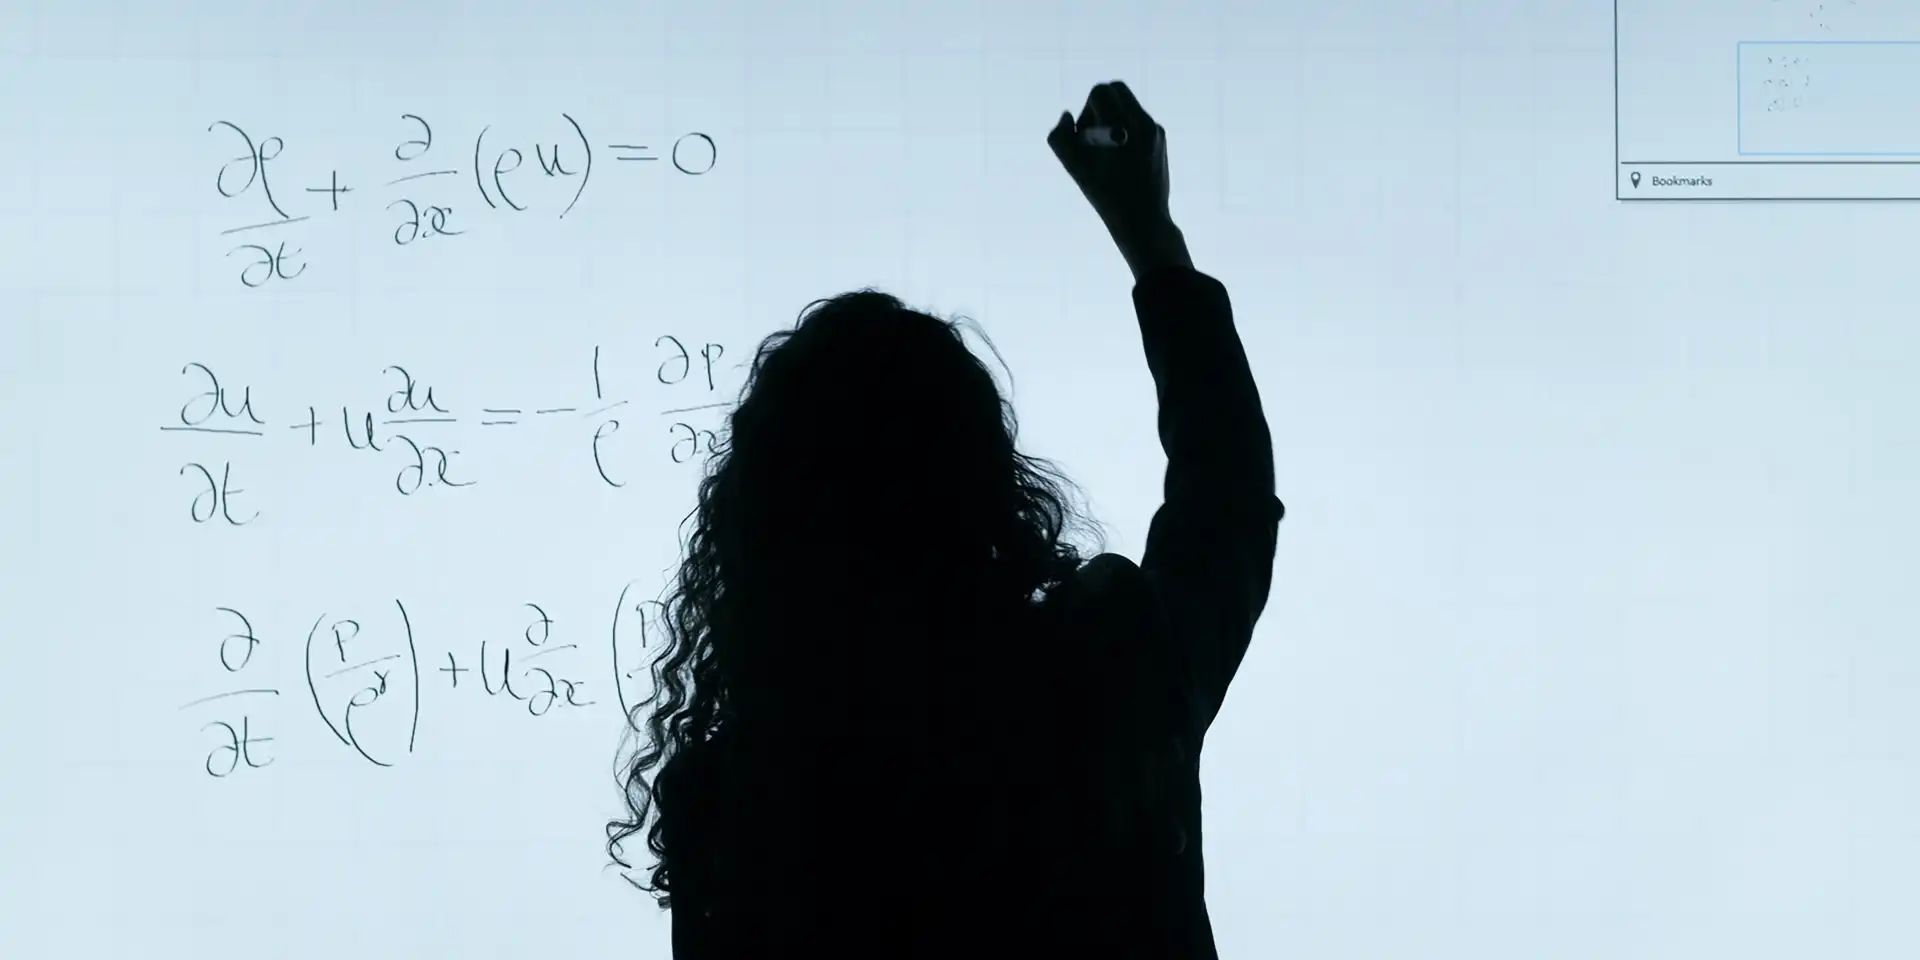 ∂ρ/∂t + ∂/∂x (ρu) = 0
∂u/∂t + u ∂u/∂x = - 1/ρ ∂p/∂x
∂/∂t (p/ρ^γ) + u ∂/∂x (p
Bookmarks